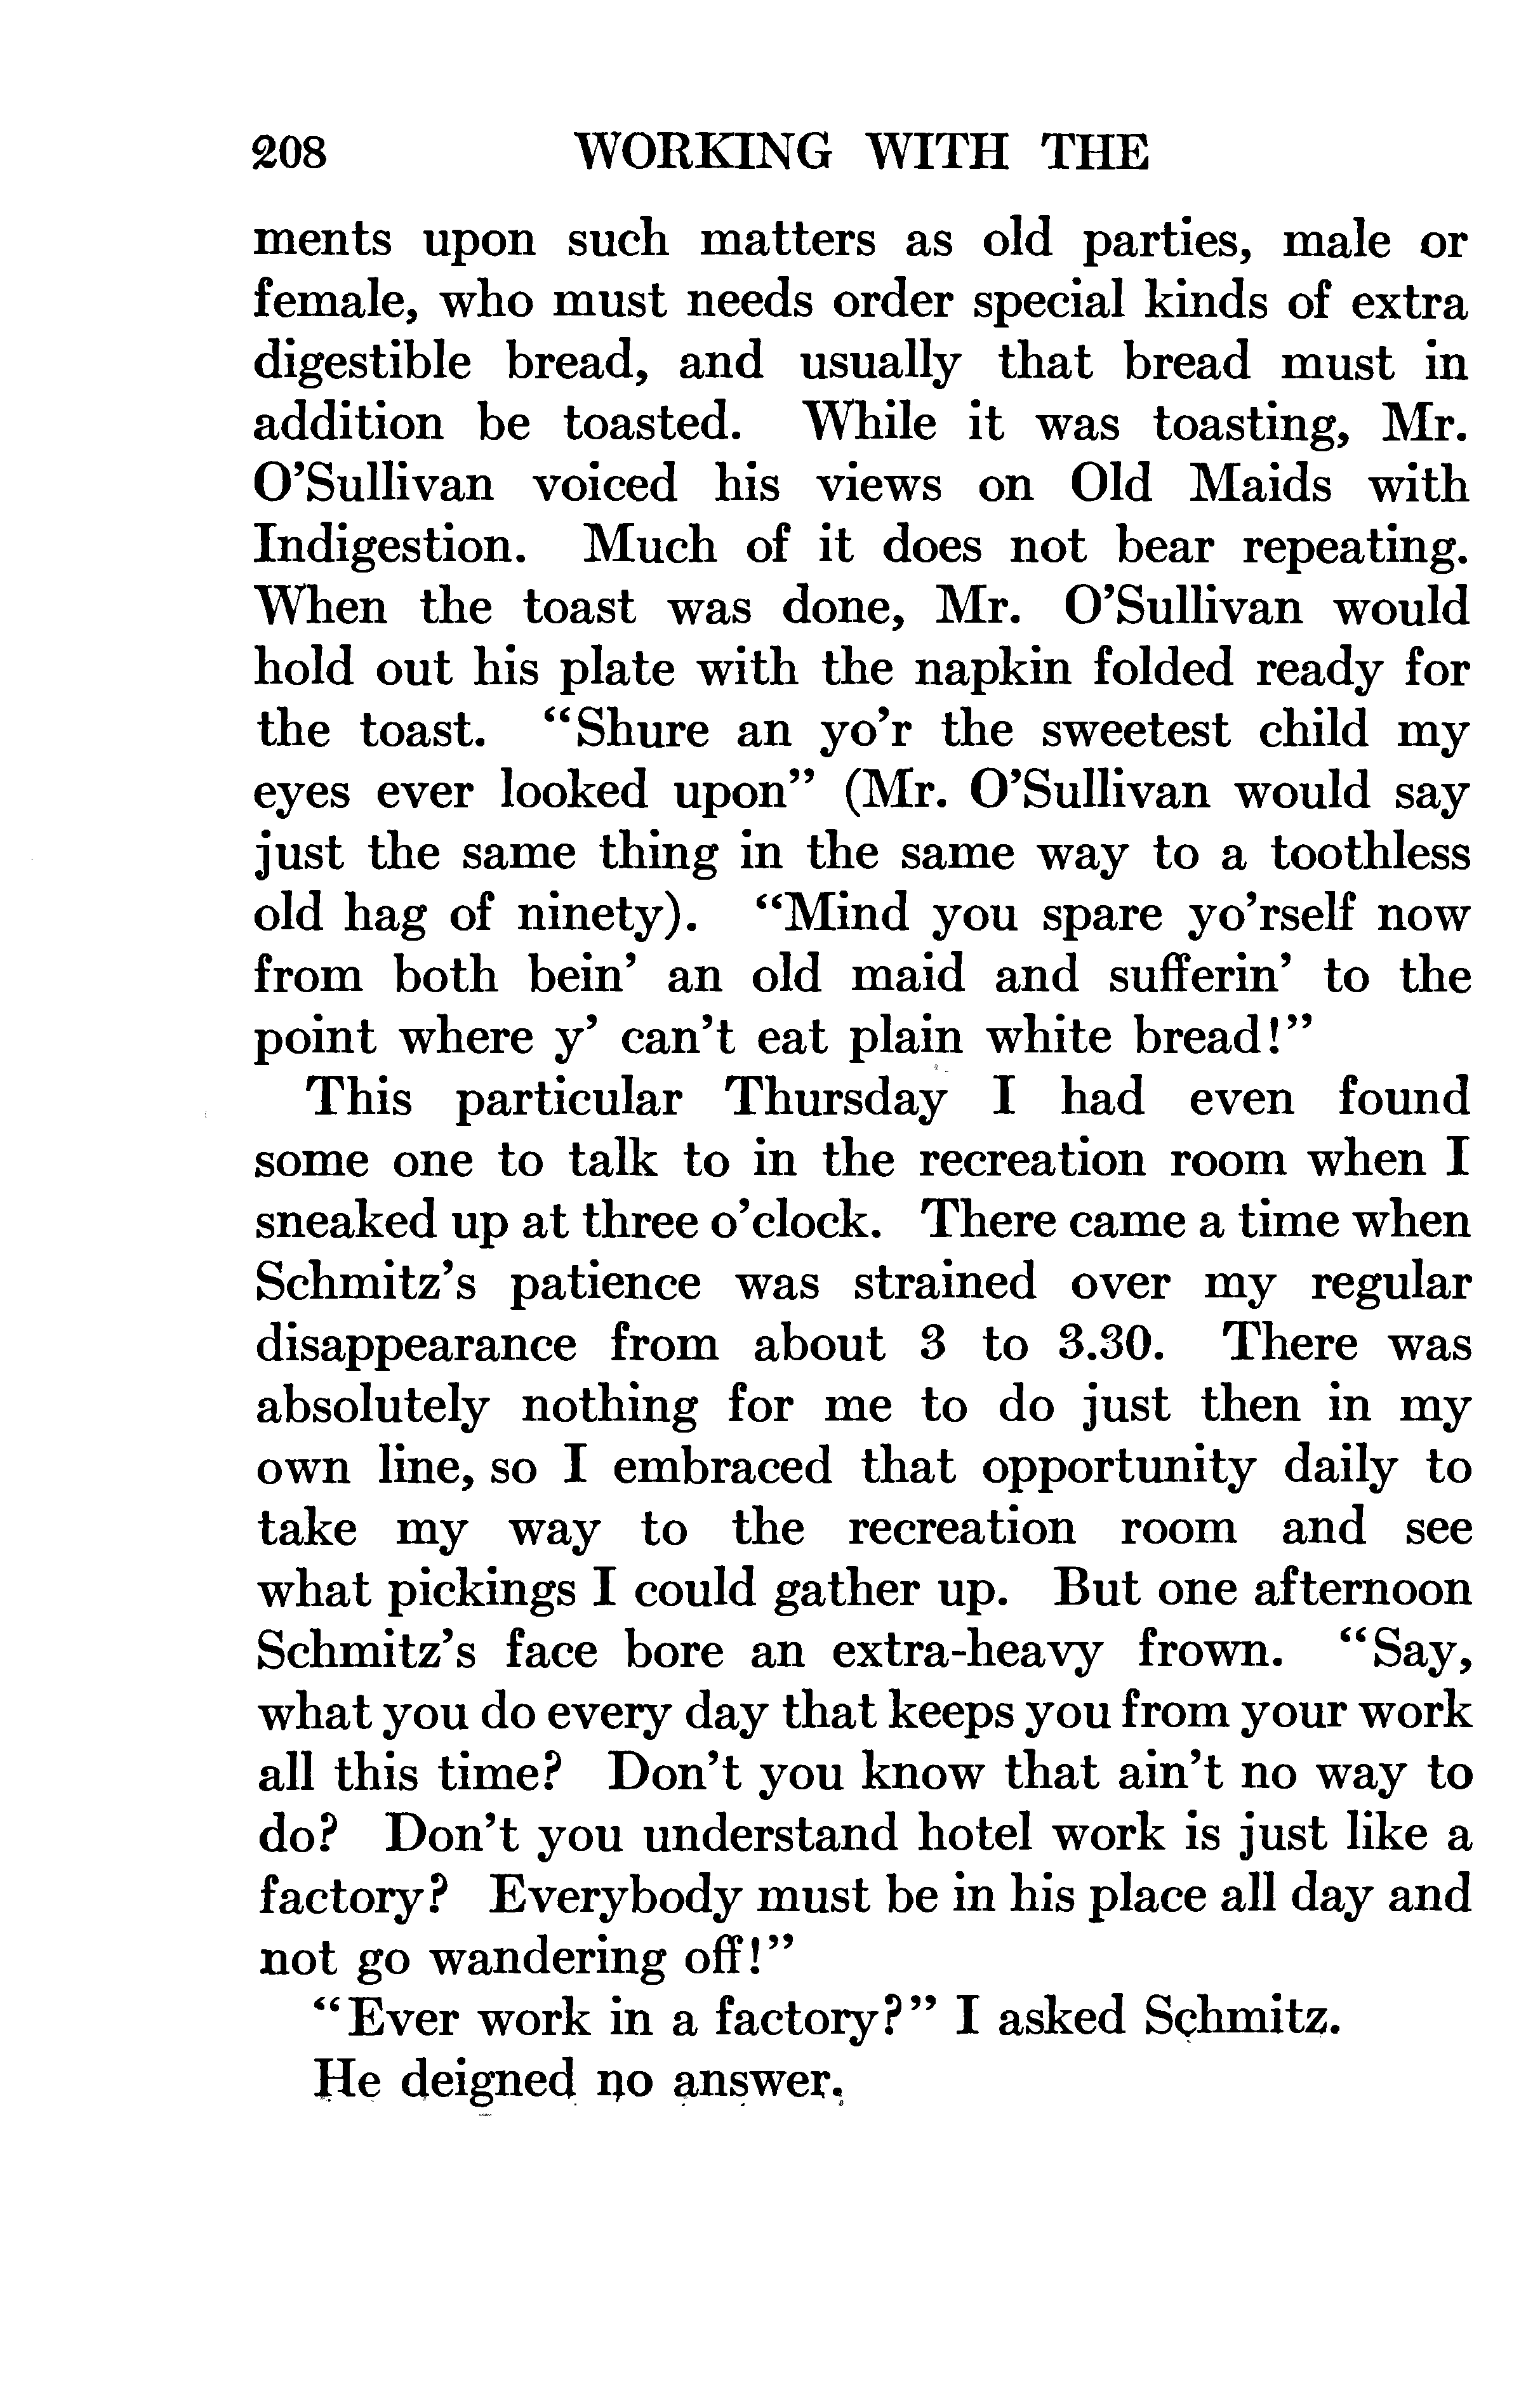 208 WORKING WITH THE
ments upon such matters as old parties, male or
female, who must needs order special kinds of extra
digestible bread, and usually that bread must in
addition be toasted. While it was toasting, Mr.
O'Sullivan voiced his views on Old Maids with
Indigestion. Much of it does not bear repeating.
When the toast was done, Mr. O'Sullivan would
hold out his plate with the napkin folded ready for
the toast. "Shure an yo'r the sweetest child my
eyes ever looked upon" (Mr. O'Sullivan would say
just the same thing in the same way to a toothless
old hag of ninety). "Mind you spare yo'rself now
from both bein' an old maid and sufferin' to the
point where y' can't eat plain white bread!"
This particular Thursday I had even found
some one to talk to in the recreation room when I
sneaked up at three o'clock. There came a time when
Schmitz's patience was strained over my regular
disappearance from about 3 to 3.30. There was
absolutely nothing for me to do just then in my
own line, so I embraced that opportunity daily to
take my way to the recreation room and see
what pickings I could gather up. But one afternoon
Schmitz's face bore an extra-heavy frown. "Say,
what you do every day that keeps you from your work
all this time? Don't you know that ain't no way to
do? Don't you understand hotel work is just like a
factory? Everybody must be in his place all day and
not go wandering off!"
"Ever work in a factory?" I asked Schmitz.
He deigned no answer.